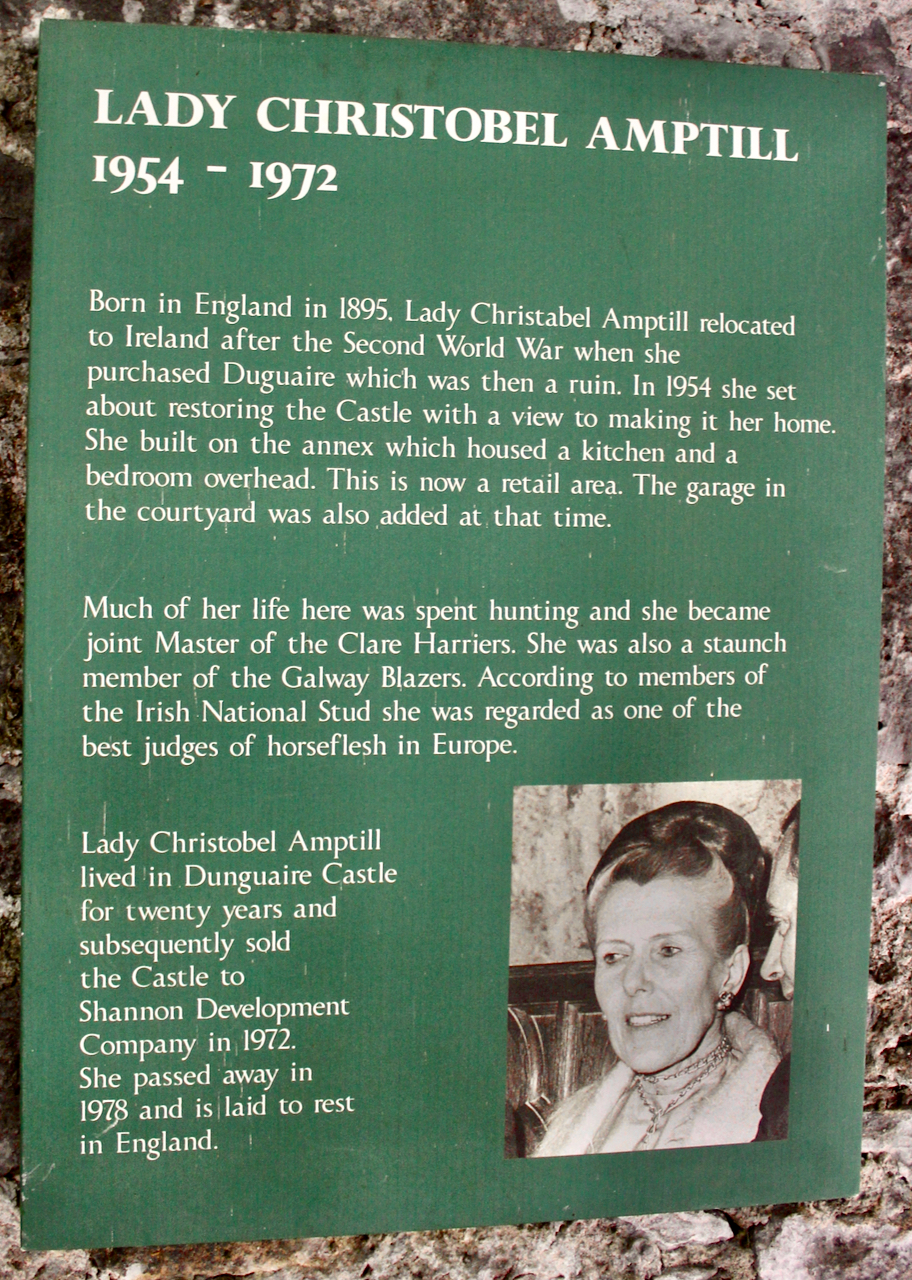 LADY CHRISTOBEL AMPTILL
1954 - 1972
Born in England in 1895, Lady Christabel Amptill relocated
to Ireland after the Second World War when she
purchased Duguaire which was then a ruin. In 1954 she set
about restoring the Castle with a view to making it her home.
She built on the annex which housed a kitchen and a
bedroom overhead. This is now a retail area. The garage in
the courtyard was also added at that time.
Much of her life here was spent hunting and she became
joint Master of the Clare Harriers. She was also a staunch
member of the Galway Blazers. According to members of
the Irish National Stud she was regarded as one of the
best judges of horseflesh in Europe.
Lady Christobel Amptill
lived in Dunguaire Castle
for twenty years and
subsequently sold
the Castle to
Shannon Development
Company in 1972.
She passed away in
1978 and is laid to rest
in England.